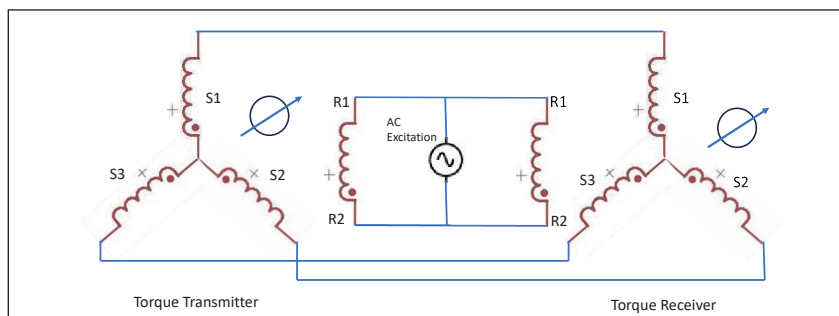 S1
R1
AC
Excitation
R1
S1
S3
S2
S3
S2
R2
R2
Torque Transmitter
Torque Receiver